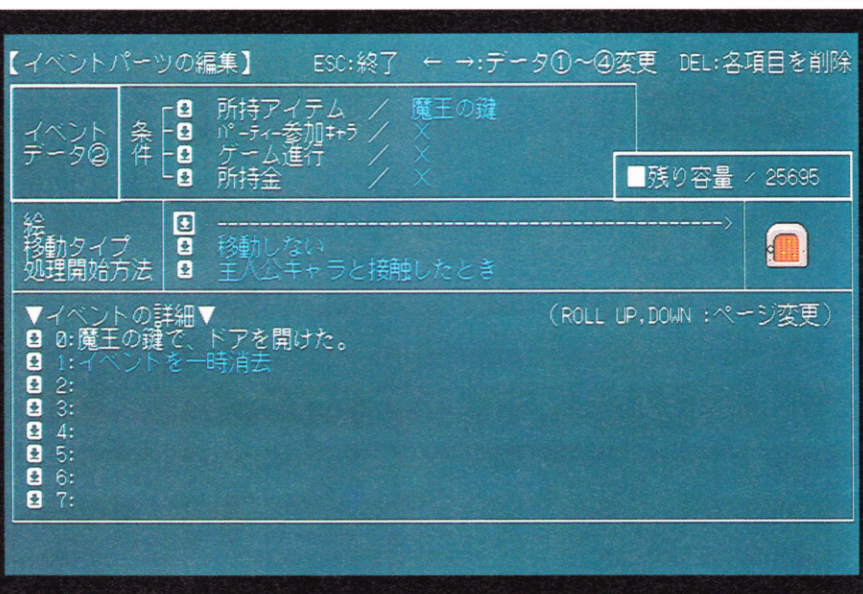 【イベントパーツの編集】 ESC:終了 ← →:データ①~④変更 DEL:各項目を削除
イベントデータ②
条件
所持アイテム / 魔王の鍵
パーティー参加キャラ / ×
ゲーム進行 / ×
所持金 / ×
■残り容量 / 25695
絵 ---->
移動タイプ 移動しない
処理開始方法 主人公キャラと接触したとき
▼イベントの詳細▼ (ROLL UP,DOWN :ページ変更)
0:魔王の鍵で、ドアを開けた。
1:イベントを一時消去
2:
3:
4:
5:
6:
7: